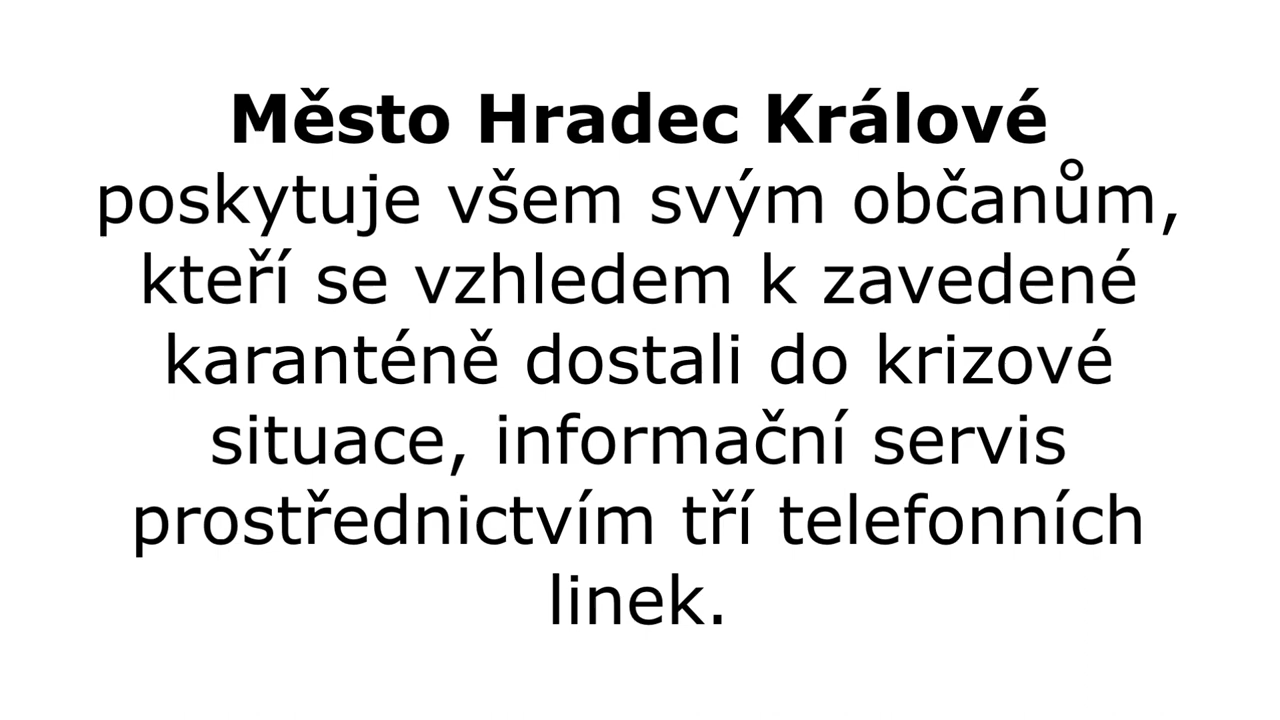 Město Hradec Králové
poskytuje všem svým občanům,
kteří se vzhledem k zavedené
karanténě dostali do krizové
situace, informační servis
prostřednictvím tří telefonních
linek.